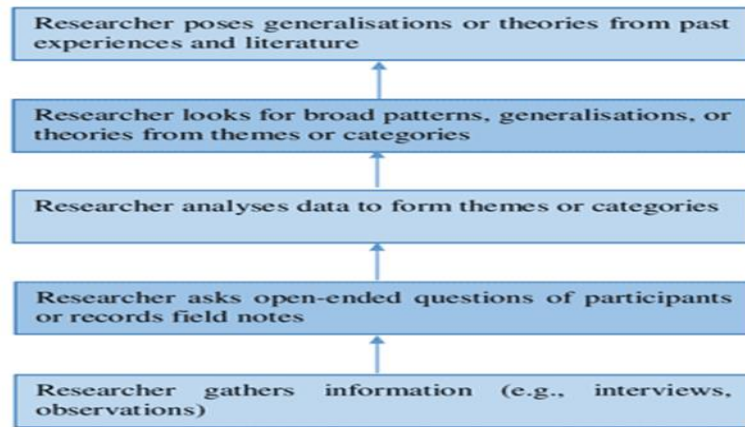 Researcher poses generalisations or theories from past
experiences and literature
Researcher looks for broad patterns, generalisations, or
theories from themes or categories
Researcher analyses data to form themes or categories
Researcher asks open-ended questions of participants
or records field notes
Researcher gathers information (e.g., interviews,
observations)